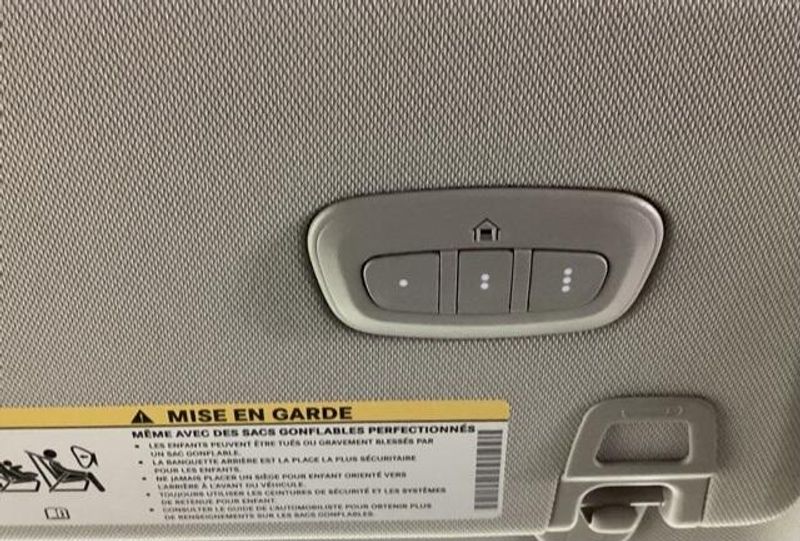 MISE EN GARDE
MÊME AVEC DES SACS GONFLABLES PERFECTIONNÉS
• LES ENFANTS PEUVENT ÊTRE TUÉS OU GRAVEMENT BLESSÉS PAR
UN SAC GONFLABLE.
• LA BANQUETTE ARRIÈRE EST LA PLACE LA PLUS SÉCURITAIRE
POUR LES ENFANTS.
• NE JAMAIS PLACER UN SIÈGE POUR ENFANT ORIENTÉ VERS
L'ARRIÈRE À L'AVANT DU VÉHICULE.
• TOUJOURS UTILISER LES CEINTURES DE SÉCURITÉ ET LES SYSTÈMES
DE RETENUE POUR ENFANT.
• CONSULTER LE GUIDE DE L'AUTOMOBILISTE POUR OBTENIR PLUS
DE RENSEIGNEMENTS SUR LES SACS GONFLABLES.